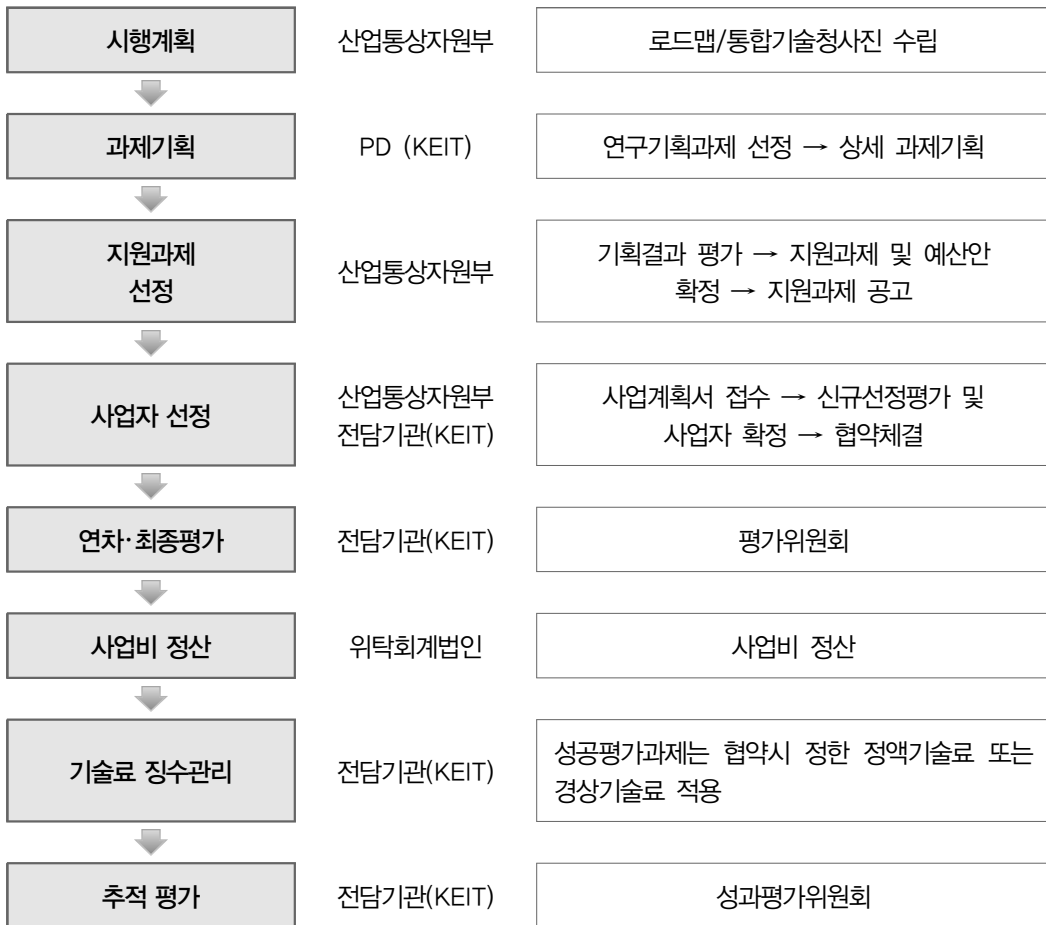 시행계획 산업통상자원부 로드맵/통합기술청사진 수립
과제기획 PD (KEIT) 연구기획과제 선정 → 상세 과제기획
지원과제
선정
산업통상자원부
기획결과 평가 → 지원과제 및 예산안
확정 → 지원과제 공고
사업자 선정
산업통상자원부
전담기관(KEIT)
사업계획서 접수 → 신규선정평가 및
사업자 확정 → 협약체결
연차·최종평가 전담기관(KEIT) 평가위원회
사업비 정산 위탁회계법인 사업비 정산
기술료 징수관리 전담기관(KEIT)
성공평가과제는 협약시 정한 정액기술료 또는
경상기술료 적용
추적 평가 전담기관(KEIT) 성과평가위원회